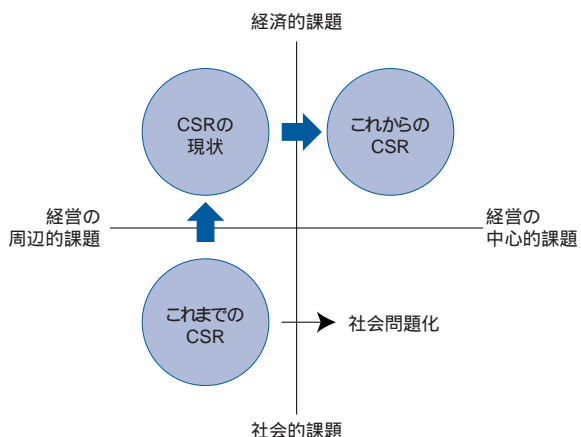 経済的課題
CSRの
現状
これからの
CSR
経営の
周辺的課題
経営の
中心的課題
これまでの
CSR
社会問題化
社会的課題